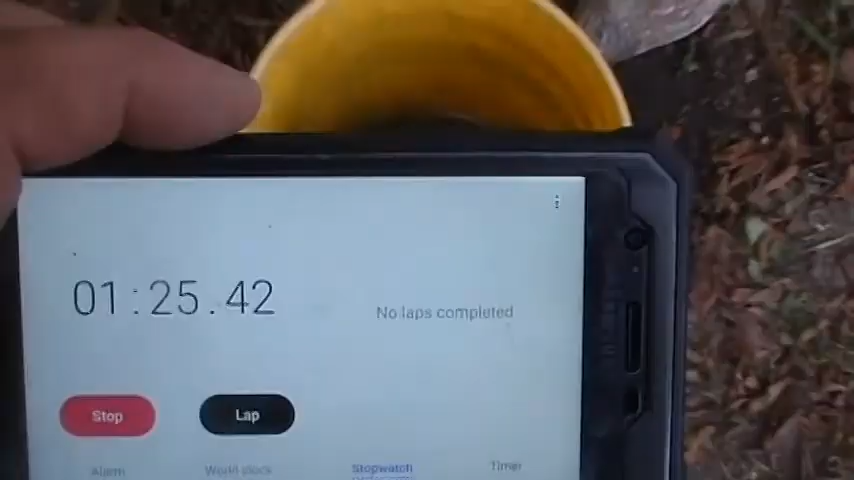 01:25.42
No laps completed
Stop
Lap
Alarm
World clock
Stopwatch
Timer